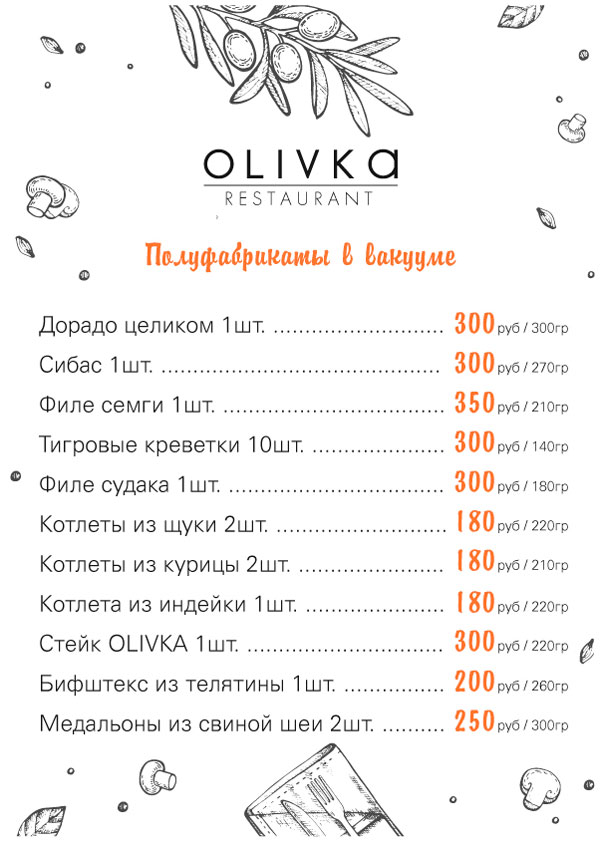 OLIVKA
RESTAURANT
Полуфабрикаты в вакууме
Дорадо целиком 1шт. ........................ 300 руб / 300гр
Сибас 1шт. ....................................... 300 руб / 270гр
Филе семги 1шт. ............................... 350 руб / 210гр
Тигровые креветки 10шт. ................... 300 руб / 140гр
Филе судака 1шт. .............................. 300 руб / 180гр
Котлеты из щуки 2шт. ........................ 180 руб / 220гр
Котлеты из курицы 2шт. ..................... 180 руб / 210гр
Котлета из индейки 1шт. .................... 180 руб / 220гр
Стейк OLIVKA 1шт. ............................ 300 руб / 220гр
Бифштекс из телятины 1шт. .............. 200 руб / 260гр
Медальоны из свиной шеи 2шт. .......... 250 руб / 300гр